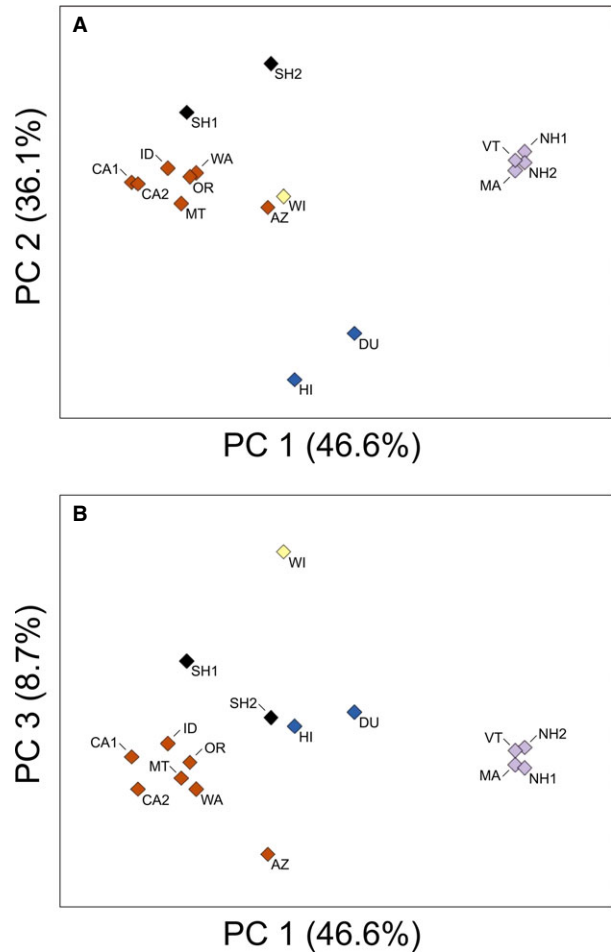 A
SH2
SH1
VT NH1
ID WA
CA1 OR NH2
CA2 MA
MT AZ WI
DU
HI
PC 2 (36.1%)
PC 1 (46.6%)
B
WI
SH1
SH2
HI DU
ID
CA1 OR VT NH2
MT
CA2 WA MA NH1
AZ
PC 3 (8.7%)
PC 1 (46.6%)